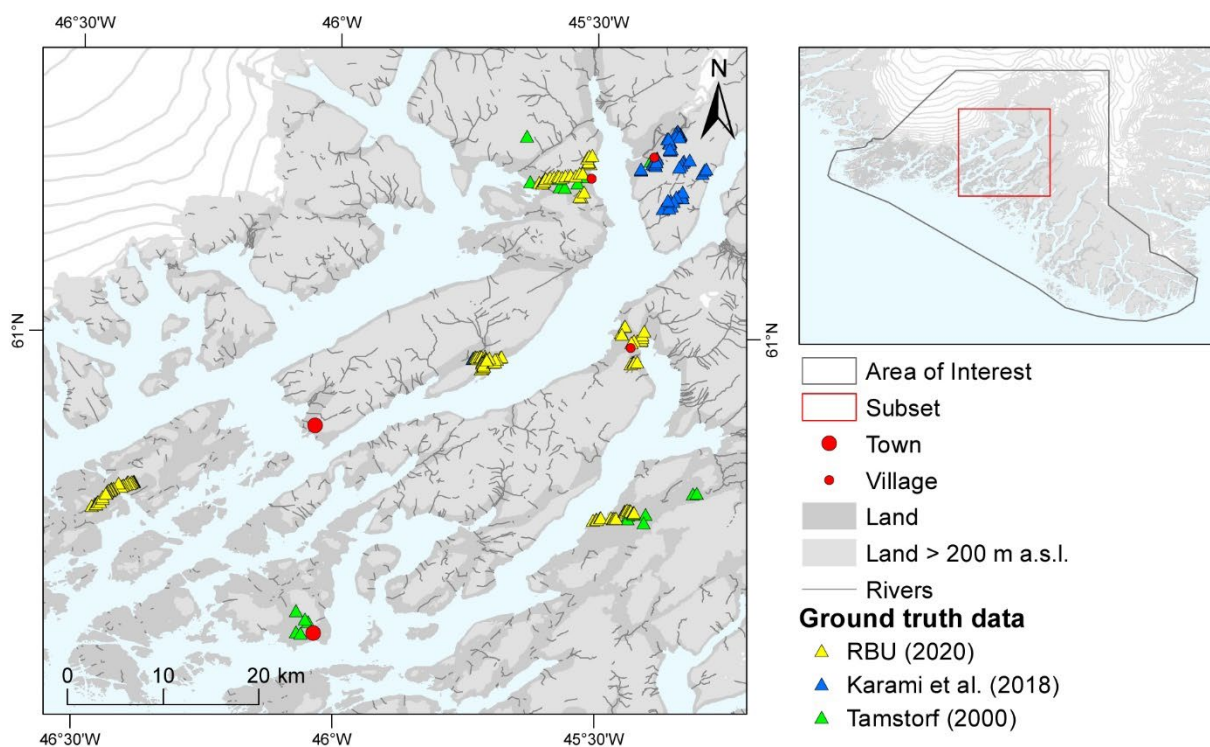 46°30'W 46°W 45°30'W
N
61°N 61°N
0 10 20 km
46°30'W 46°W 45°30'W
Area of Interest
Subset
Town
Village
Land
Land > 200 m a.s.l.
Rivers
Ground truth data
RBU (2020)
Karami et al. (2018)
Tamstorf (2000)